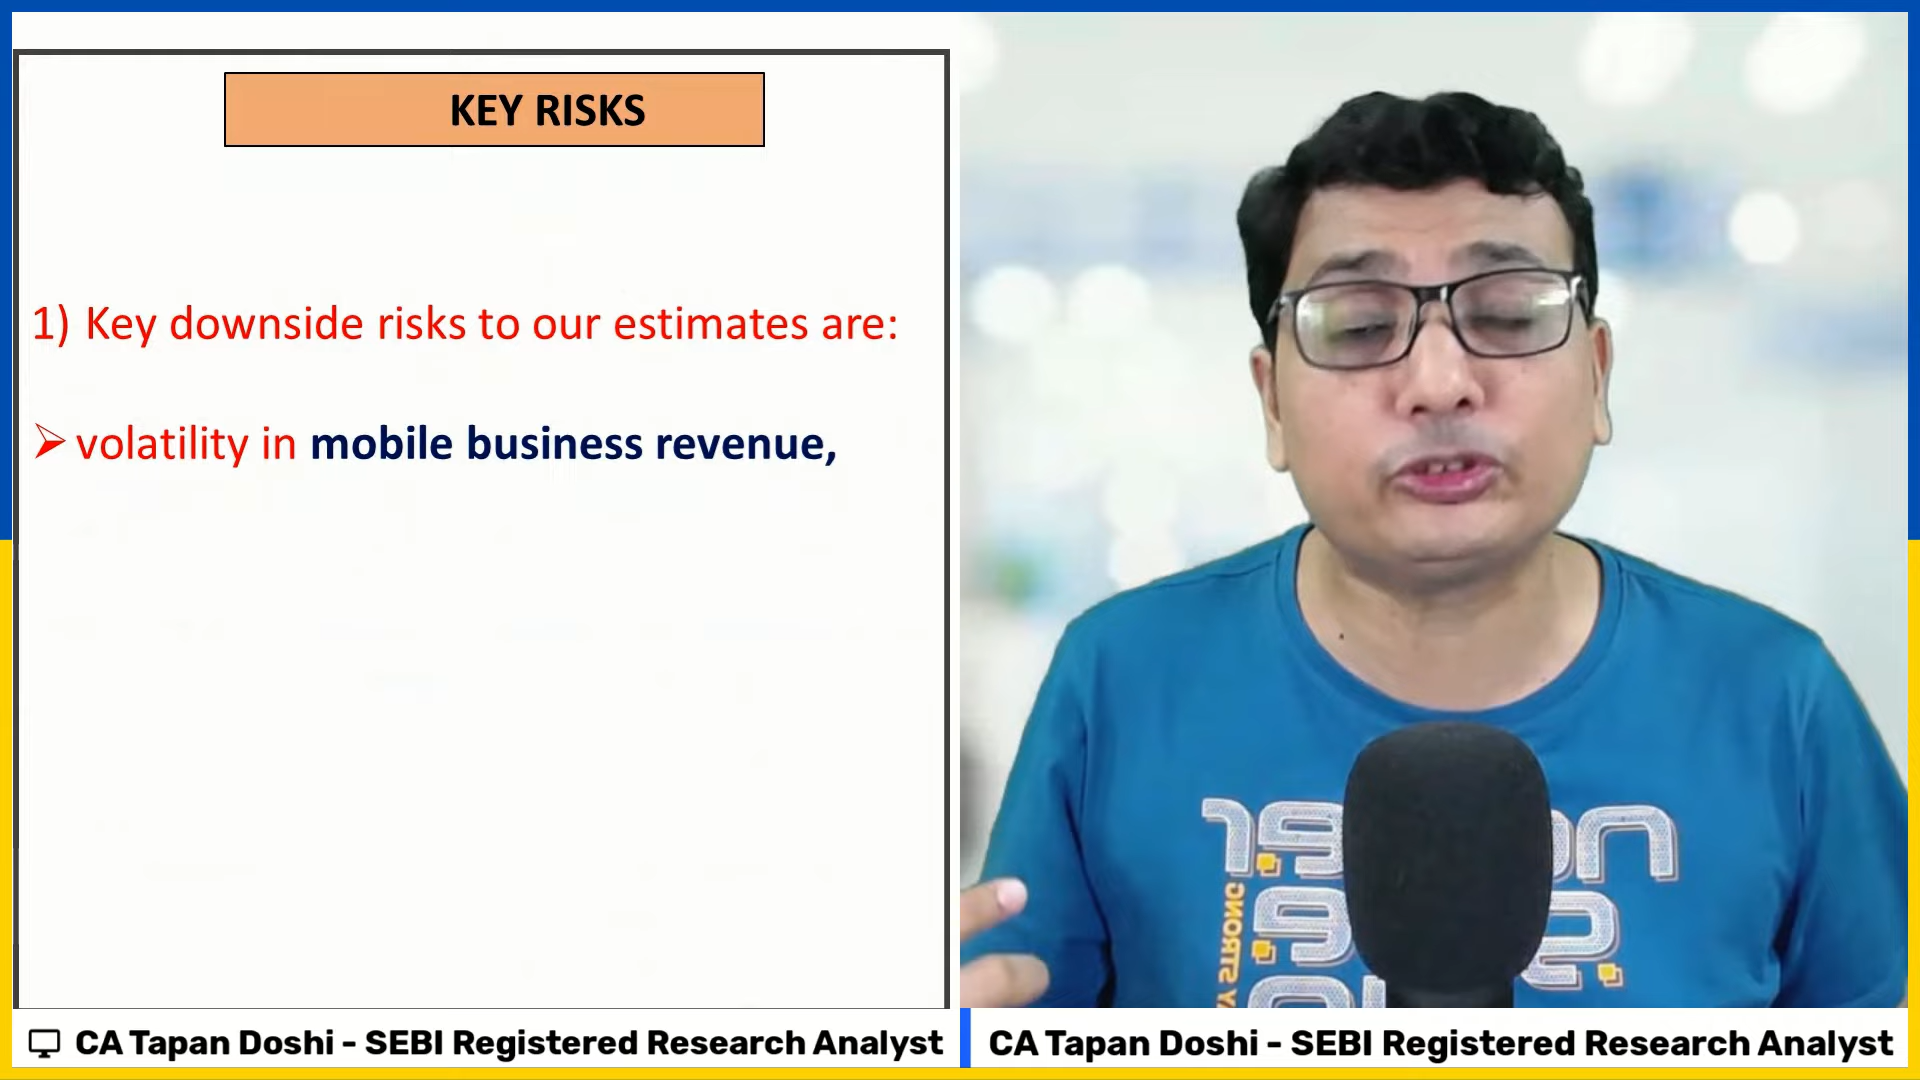 KEY RISKS
1) Key downside risks to our estimates are:
➢ volatility in mobile business revenue,
CA Tapan Doshi - SEBI Registered Research Analyst
CA Tapan Doshi - SEBI Registered Research Analyst